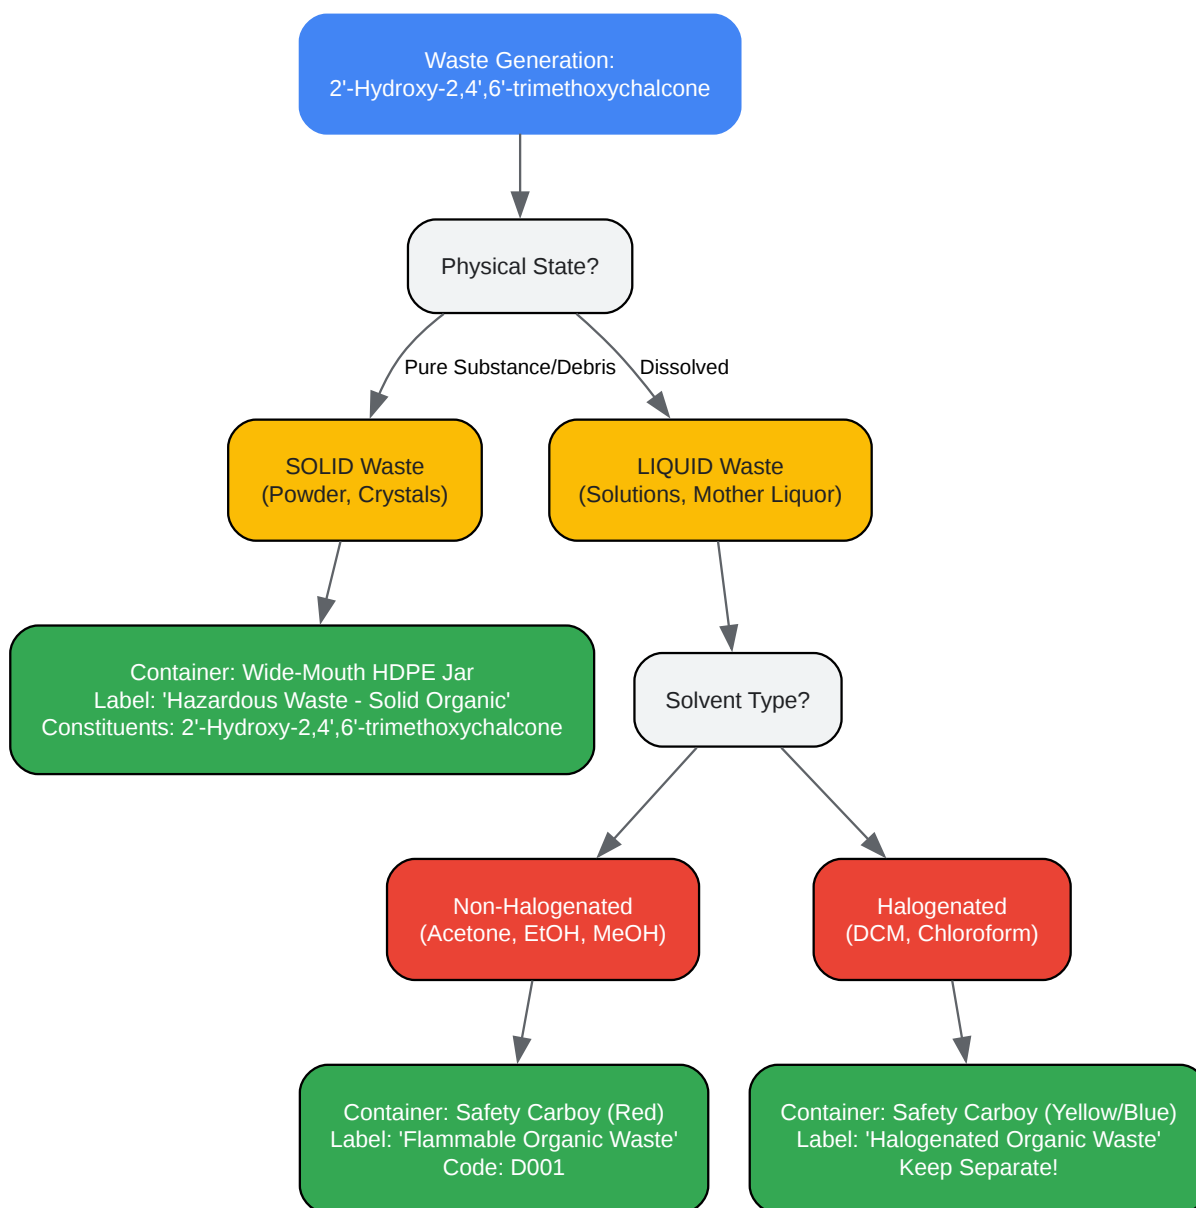 Waste Generation:
2'-Hydroxy-2,4',6'-trimethoxychalcone
Physical State?
Pure Substance/Debris
Dissolved
SOLID Waste
(Powder, Crystals)
LIQUID Waste
(Solutions, Mother Liquor)
Container: Wide-Mouth HDPE Jar
Label: 'Hazardous Waste - Solid Organic'
Constituents: 2'-Hydroxy-2,4',6'-trimethoxychalcone
Solvent Type?
Non-Halogenated
(Acetone, EtOH, MeOH)
Halogenated
(DCM, Chloroform)
Container: Safety Carboy (Red)
Label: 'Flammable Organic Waste'
Code: D001
Container: Safety Carboy (Yellow/Blue)
Label: 'Halogenated Organic Waste'
Keep Separate!